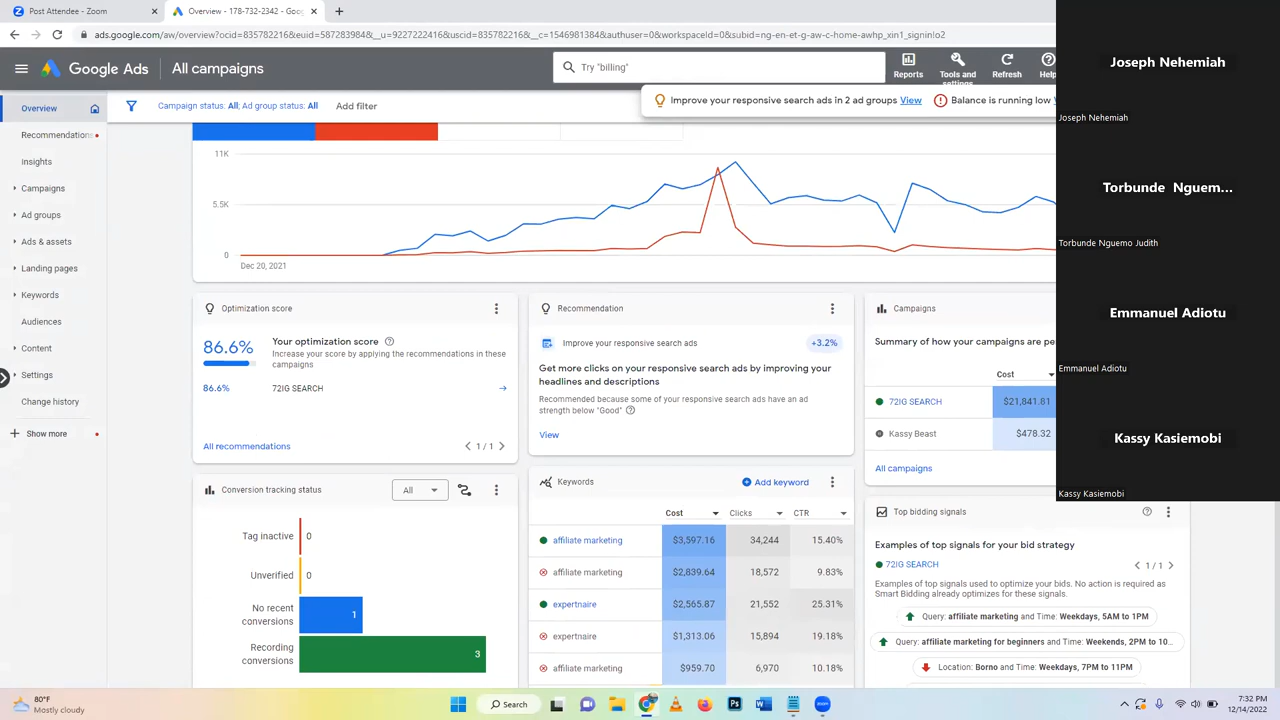 Post Attendee - Zoom
Overview - 178-732-2342 - Goo
ads.google.com/aw/overview?ocid=835782216&euid=587283984&__u=9227222416&uscid=835782216&__c=1546981384&authuser=0&workspaceId=0&subid=ng-en-et-g-aw-c-home-awhp_xin1_signin!o2
Google Ads
All campaigns
Try "billing"
Reports
Tools and settings
Refresh
Help
Overview
Recommendations
Insights
Campaigns
Ad groups
Ads & assets
Landing pages
Keywords
Audiences
Content
Settings
Change history
Show more
Campaign status: All; Ad group status: All
Add filter
Improve your responsive search ads in 2 ad groups View
Balance is running low
11K
5.5K
0
Dec 20, 2021
Optimization score
86.6%
Your optimization score
Increase your score by applying the recommendations in these
campaigns
86.6%
72IG SEARCH
All recommendations
1 / 1
Recommendation
Improve your responsive search ads
+3.2%
Get more clicks on your responsive search ads by improving your
headlines and descriptions
Recommended because some of your responsive search ads have an ad
strength below "Good"
View
Campaigns
Summary of how your campaigns are pe
Cost
72IG SEARCH
$21,841.81
Kassy Beast
$478.32
All campaigns
Conversion tracking status
All
Tag inactive
0
Unverified
0
No recent
conversions
1
Recording
conversions
3
Keywords
Add keyword
Cost
Clicks
CTR
affiliate marketing
$3,597.16
34,244
15.40%
affiliate marketing
$2,839.64
18,572
9.83%
expertnaire
$2,565.87
21,552
25.31%
expertnaire
$1,313.06
15,894
19.18%
affiliate marketing
$959.70
6,970
10.18%
Top bidding signals
Examples of top signals for your bid strategy
72IG SEARCH
1 / 1
Examples of top signals used to optimize your bids. No action is required as
Smart Bidding already optimizes for these signals.
Query: affiliate marketing and Time: Weekdays, 5AM to 1PM
Query: affiliate marketing for beginners and Time: Weekends, 2PM to 10...
Location: Borno and Time: Weekdays, 7PM to 11PM
Joseph Nehemiah
Joseph Nehemiah
Torbunde Nguem...
Torbunde Nguemo Judith
Emmanuel Adiotu
Emmanuel Adiotu
Kassy Kasiemobi
Kassy Kasiemobi
80°F
Mostly cloudy
Search
7:32 PM
12/14/2022